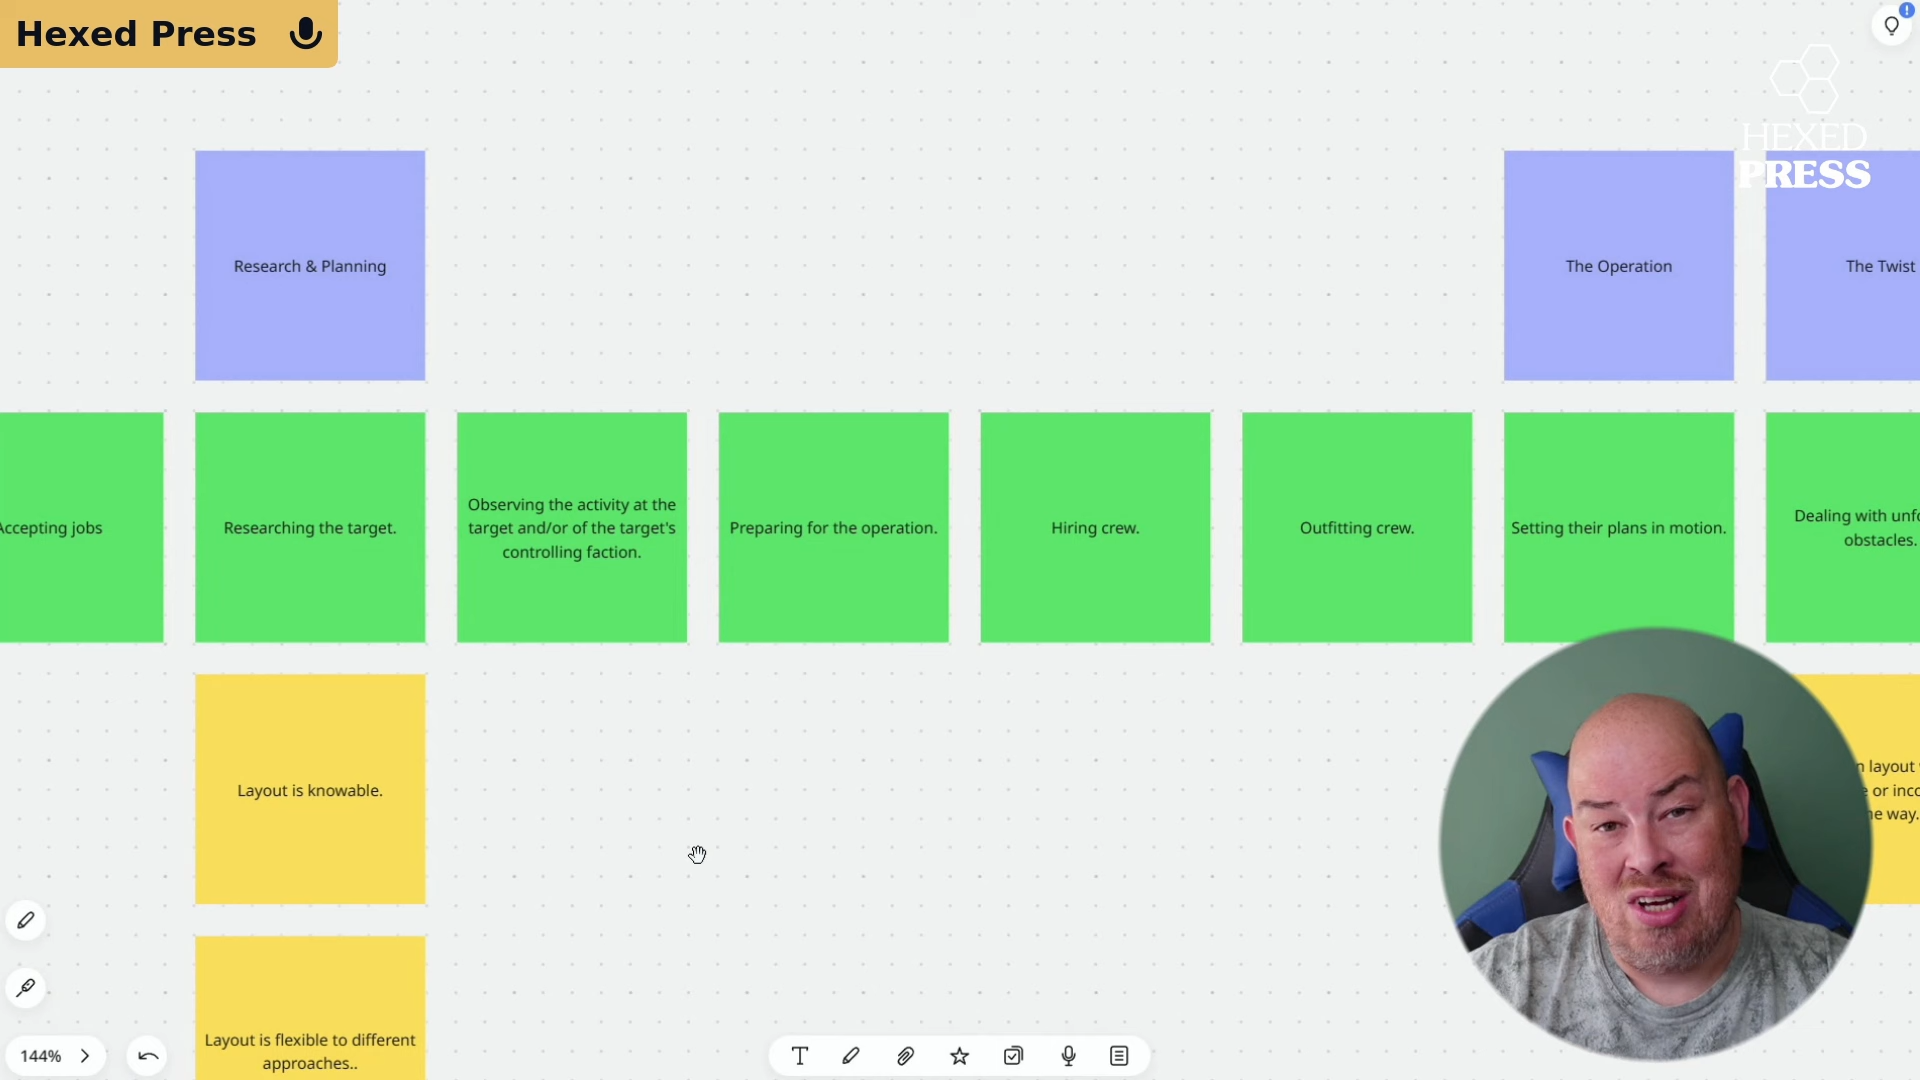 Hexed Press
HEXED
PRESS
Research & Planning
The Operation
The Twist
Accepting jobs
Researching the target.
Observing the activity at the
target and/or of the target's
controlling faction.
Preparing for the operation.
Hiring crew.
Outfitting crew.
Setting their plans in motion.
Dealing with
obstacles.
Layout is knowable.
layout
or
way.
Layout is flexible to different
approaches..
144%